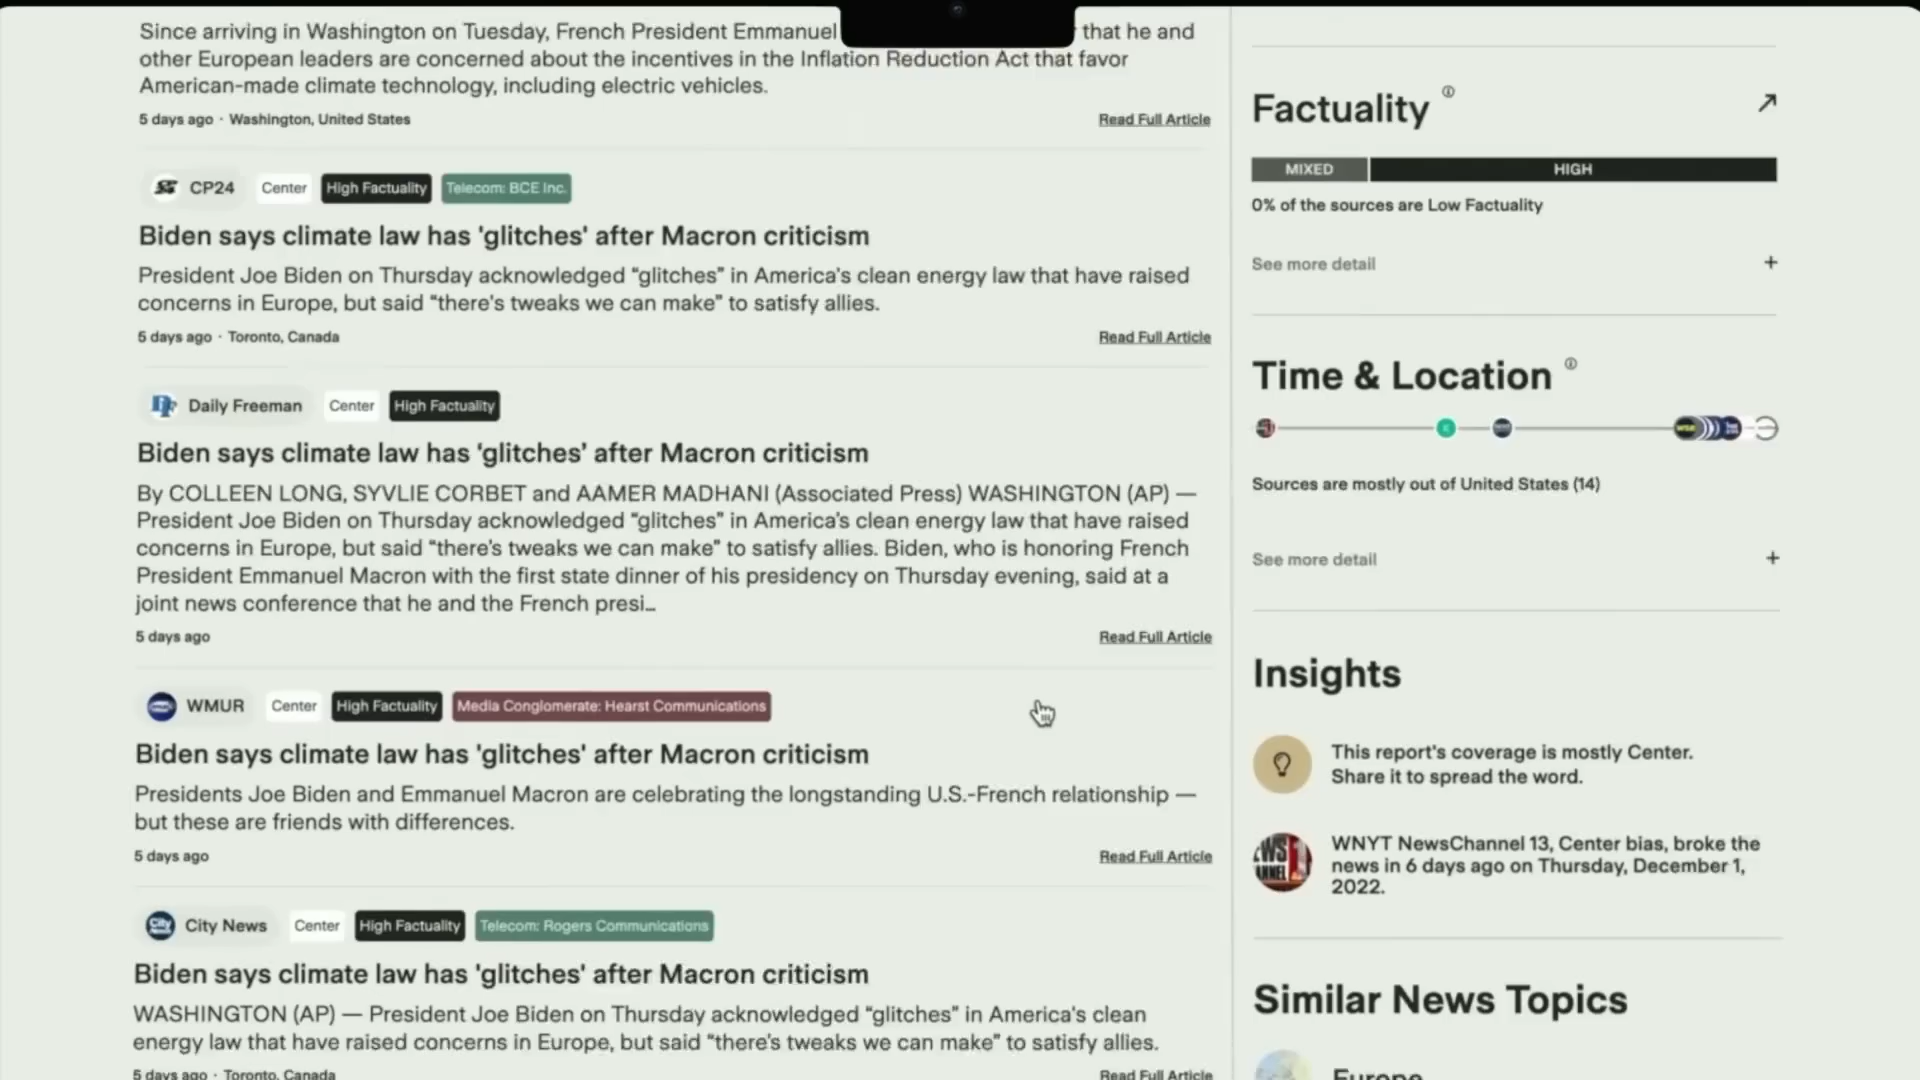 Since arriving in Washington on Tuesday, French President Emmanuel that he and
other European leaders are concerned about the incentives in the Inflation Reduction Act that favor
American-made climate technology, including electric vehicles.
5 days ago · Washington, United States
Read Full Article
CP24 Center High Factuality Telecom: BCE Inc.
Biden says climate law has 'glitches' after Macron criticism
President Joe Biden on Thursday acknowledged “glitches” in America's clean energy law that have raised
concerns in Europe, but said “there's tweaks we can make” to satisfy allies.
5 days ago · Toronto, Canada
Read Full Article
Daily Freeman Center High Factuality
Biden says climate law has 'glitches' after Macron criticism
By COLLEEN LONG, SYVLIE CORBET and AAMER MADHANI (Associated Press) WASHINGTON (AP) —
President Joe Biden on Thursday acknowledged “glitches” in America’s clean energy law that have raised
concerns in Europe, but said “there’s tweaks we can make” to satisfy allies. Biden, who is honoring French
President Emmanuel Macron with the first state dinner of his presidency on Thursday evening, said at a
joint news conference that he and the French presi...
5 days ago
Read Full Article
WMUR Center High Factuality Media Conglomerate: Hearst Communications
Biden says climate law has 'glitches' after Macron criticism
Presidents Joe Biden and Emmanuel Macron are celebrating the longstanding U.S.-French relationship —
but these are friends with differences.
5 days ago
Read Full Article
City News Center High Factuality Telecom: Rogers Communications
Biden says climate law has 'glitches' after Macron criticism
WASHINGTON (AP) — President Joe Biden on Thursday acknowledged “glitches” in America's clean
energy law that have raised concerns in Europe, but said “there's tweaks we can make” to satisfy allies.
5 days ago · Toronto, Canada
Read Full Article
Factuality
MIXED HIGH
0% of the sources are Low Factuality
See more detail +
Time & Location
Sources are mostly out of United States (14)
See more detail +
Insights
This report's coverage is mostly Center.
Share it to spread the word.
WNYT NewsChannel 13, Center bias, broke the
news in 6 days ago on Thursday, December 1,
2022.
Similar News Topics
Europe